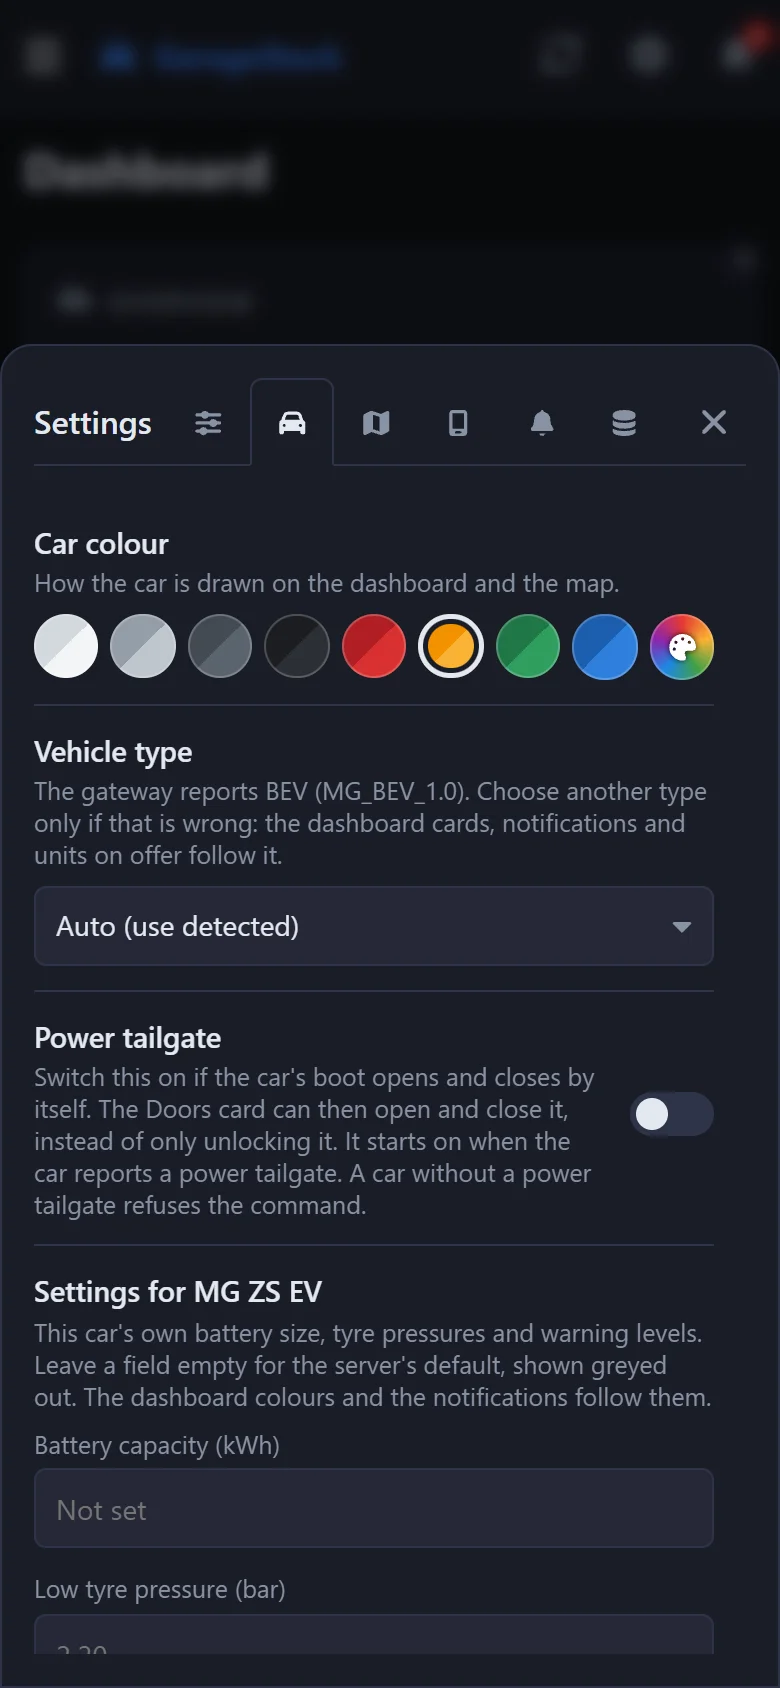 Dashboard
Settings
Car colour
How the car is drawn on the dashboard and the map.
Vehicle type
The gateway reports BEV (MG_BEV_1.0). Choose another type
only if that is wrong: the dashboard cards, notifications and
units on offer follow it.
Auto (use detected)
Power tailgate
Switch this on if the car's boot opens and closes by
itself. The Doors card can then open and close it,
instead of only unlocking it. It starts on when the
car reports a power tailgate. A car without a power
tailgate refuses the command.
Settings for MG ZS EV
This car's own battery size, tyre pressures and warning levels.
Leave a field empty for the server's default, shown greyed
out. The dashboard colours and the notifications follow them.
Battery capacity (kWh)
Not set
Low tyre pressure (bar)